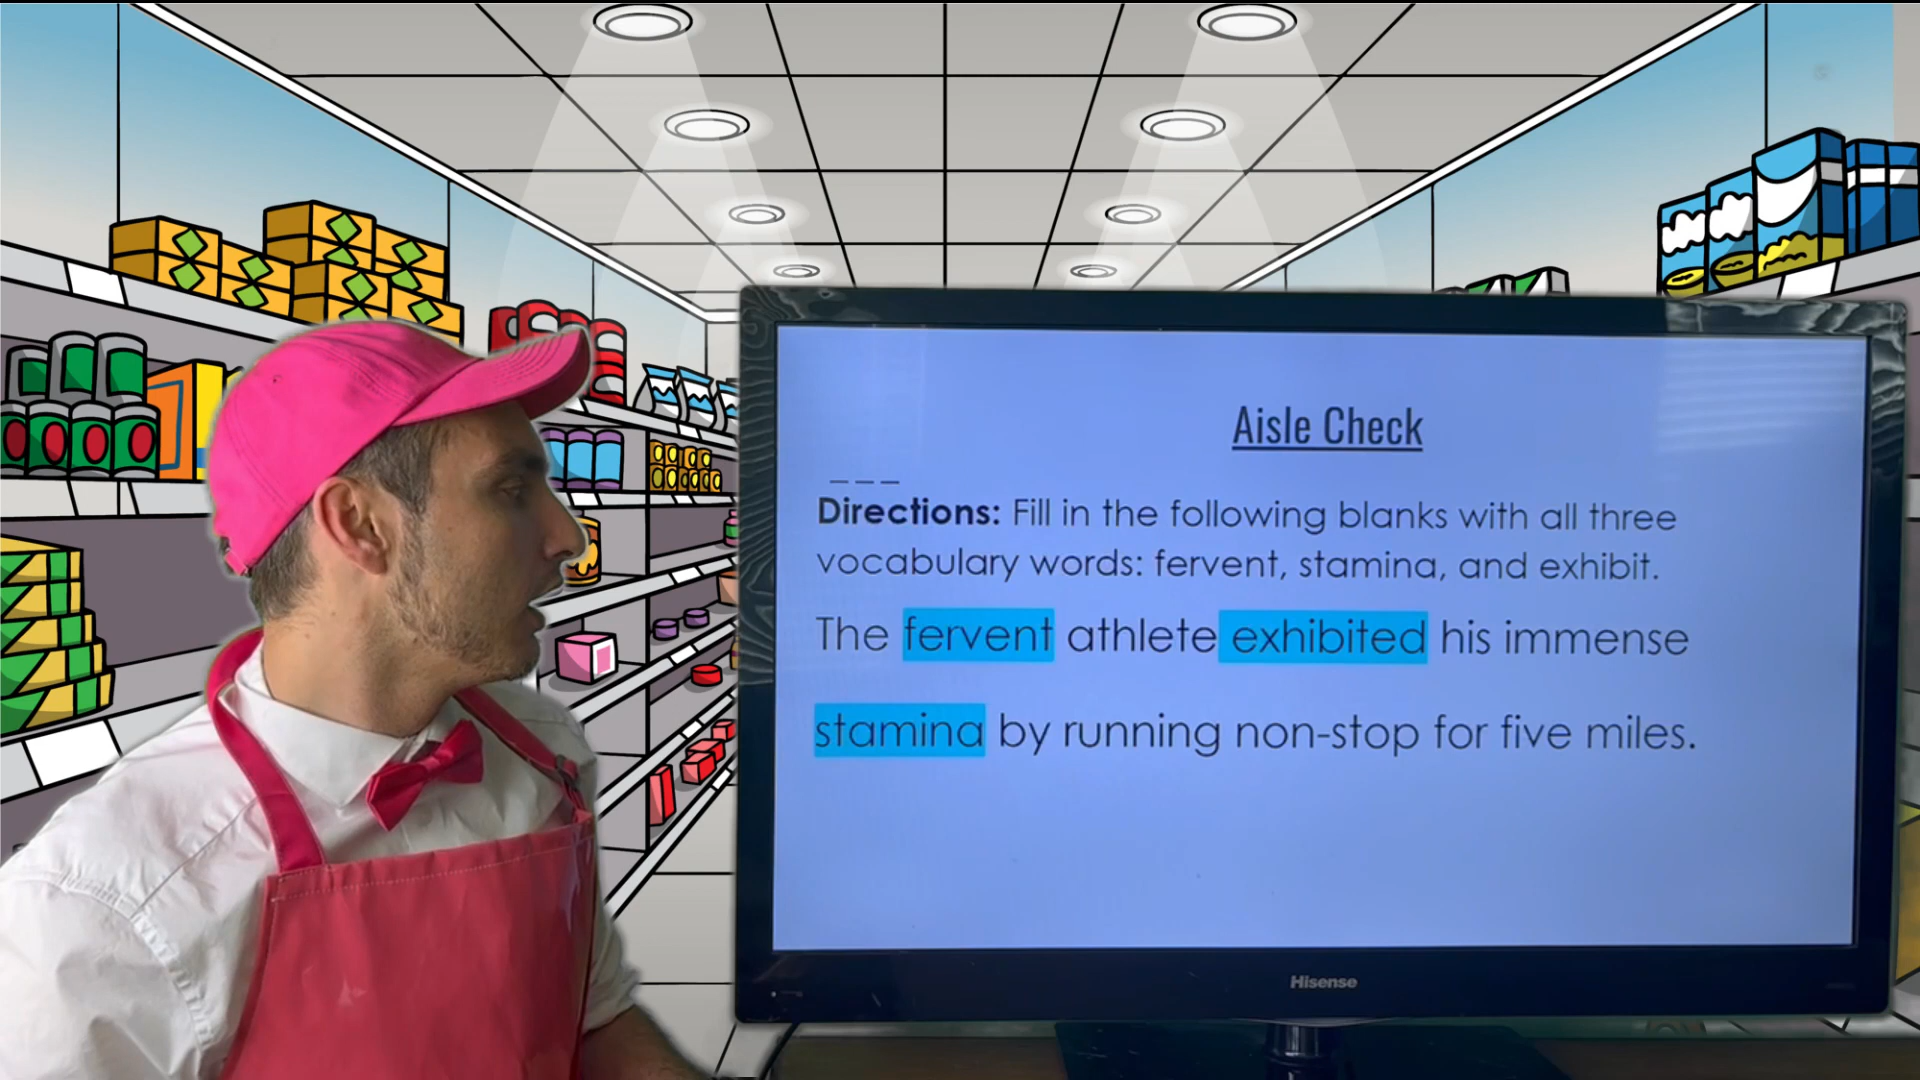 Aisle Check
Directions: Fill in the following blanks with all three
vocabulary words: fervent, stamina, and exhibit.
The fervent athlete exhibited his immense
stamina by running non-stop for five miles.
Hisense